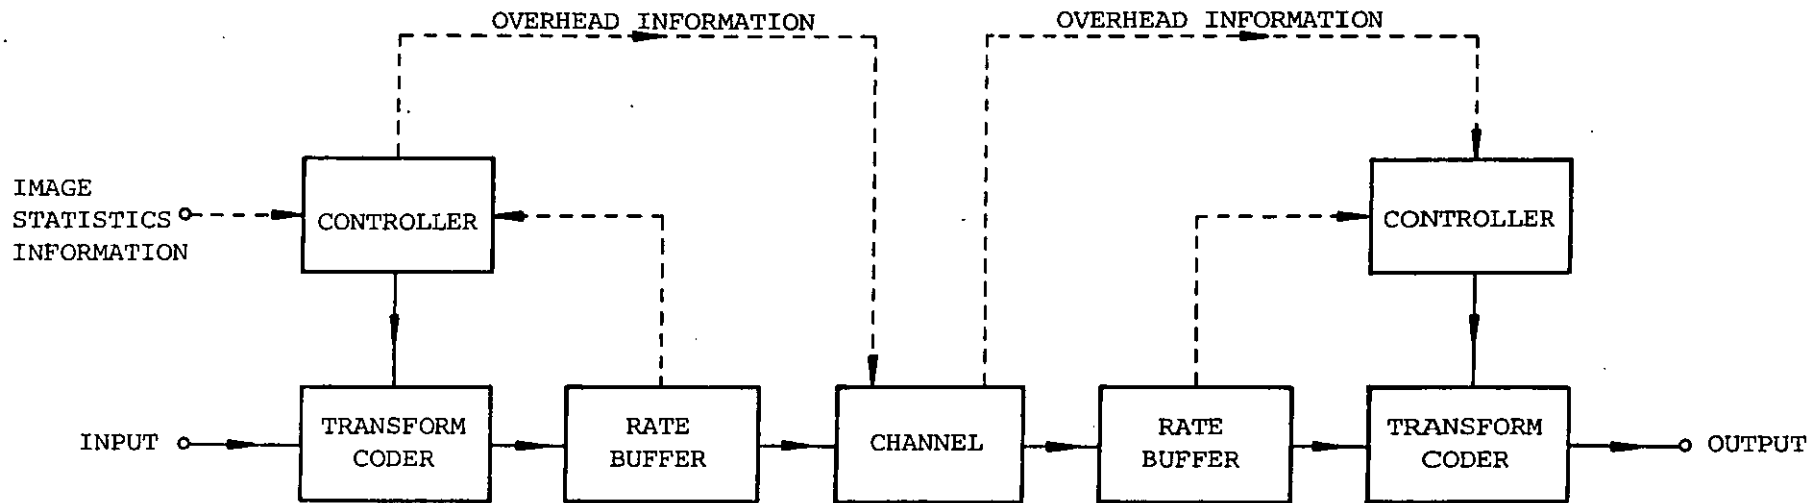 OVERHEAD INFORMATION
OVERHEAD INFORMATION
IMAGE
STATISTICS
INFORMATION
CONTROLLER
CONTROLLER
INPUT
TRANSFORM
CODER
RATE
BUFFER
CHANNEL
RATE
BUFFER
TRANSFORM
CODER
OUTPUT